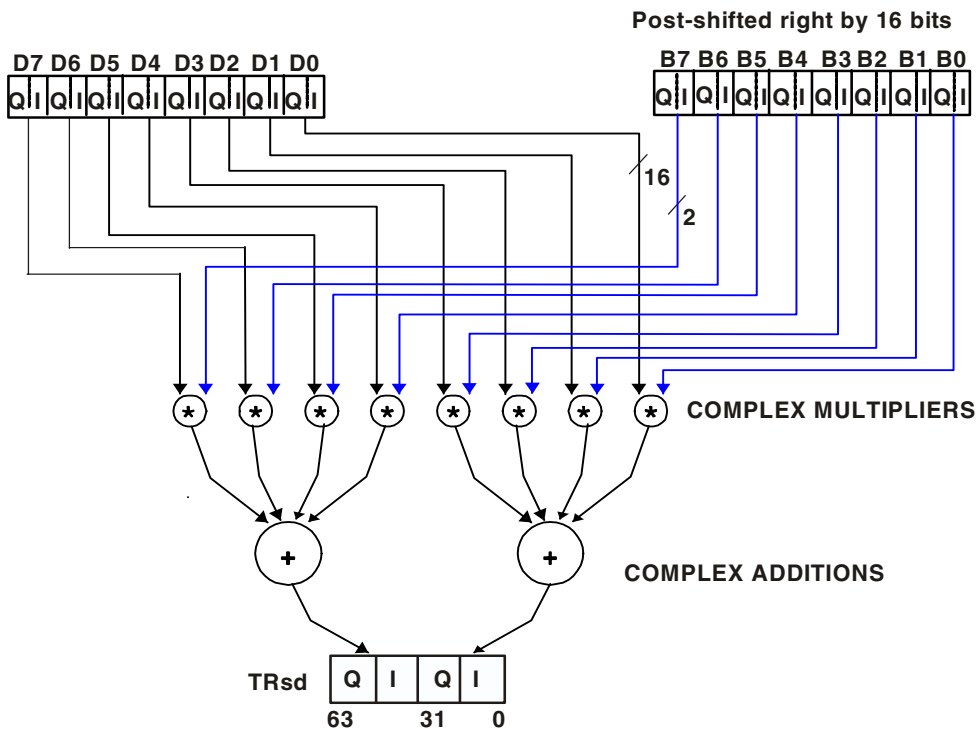 Post-shifted right by 16 bits
D7 D6 D5 D4 D3 D2 D1 D0
B7 B6 B5 B4 B3 B2 B1 B0
Q I Q I Q I Q I Q I Q I Q I Q I
Q I Q I Q I Q I Q I Q I Q I Q I
16
2
* * * * * * * *
COMPLEX MULTIPLIERS
+ +
COMPLEX ADDITIONS
TRsd
Q I Q I
63 31 0